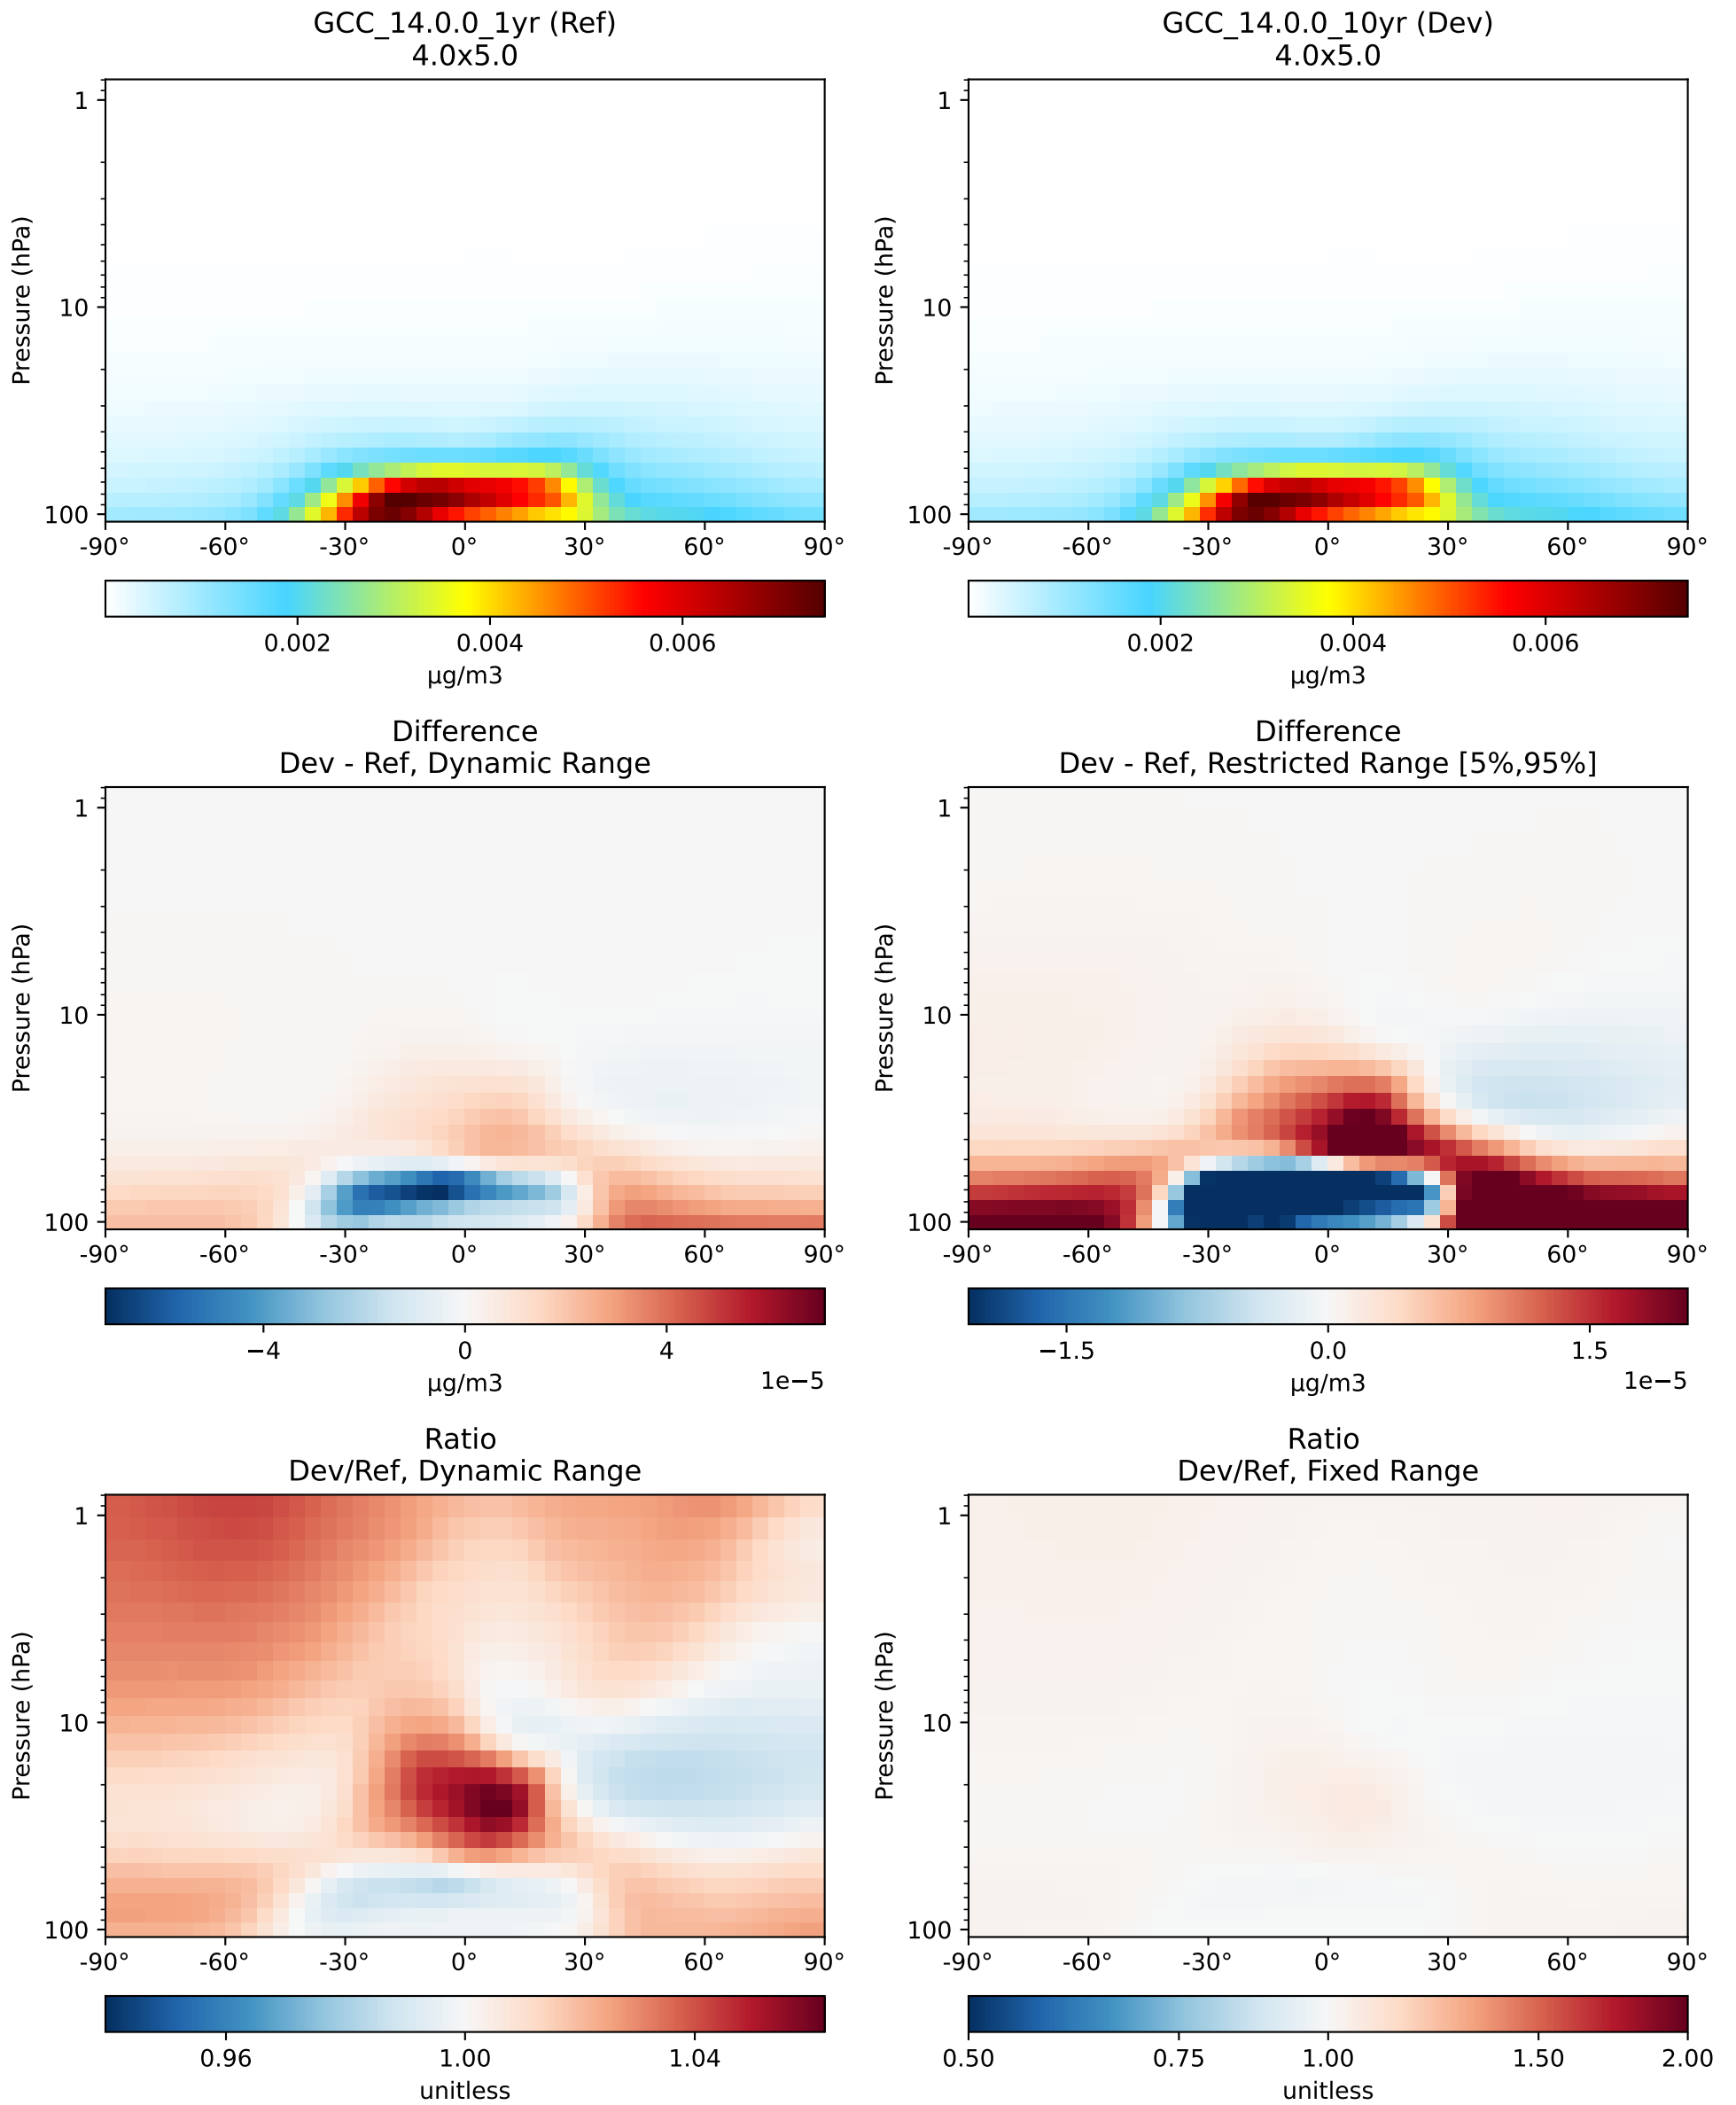 GCC_14.0.0_1yr (Ref)
4.0x5.0
Pressure (hPa)
1
10
100
-90° -60° -30° 0° 30° 60° 90°
0.002 0.004 0.006
µg/m3
GCC_14.0.0_10yr (Dev)
4.0x5.0
Pressure (hPa)
1
10
100
-90° -60° -30° 0° 30° 60° 90°
0.002 0.004 0.006
µg/m3
Difference
Dev - Ref, Dynamic Range
Pressure (hPa)
1
10
100
-90° -60° -30° 0° 30° 60° 90°
−4 0 4
1e−5
µg/m3
Difference
Dev - Ref, Restricted Range [5%,95%]
Pressure (hPa)
1
10
100
-90° -60° -30° 0° 30° 60° 90°
−1.5 0.0 1.5
1e−5
µg/m3
Ratio
Dev/Ref, Dynamic Range
Pressure (hPa)
1
10
100
-90° -60° -30° 0° 30° 60° 90°
0.96 1.00 1.04
unitless
Ratio
Dev/Ref, Fixed Range
Pressure (hPa)
1
10
100
-90° -60° -30° 0° 30° 60° 90°
0.50 0.75 1.00 1.50 2.00
unitless